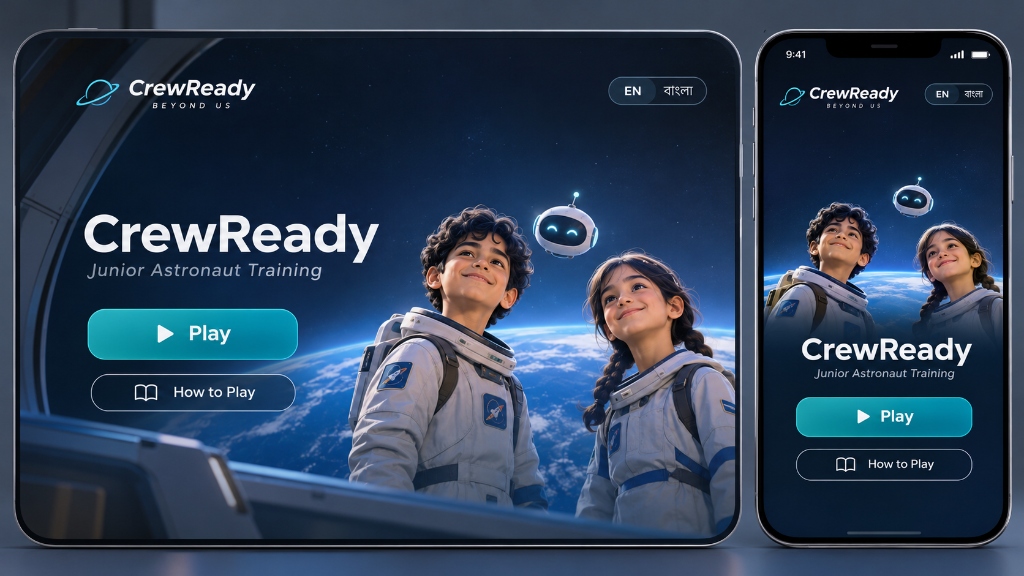 CrewReady
BEYOND US
EN বাংলা
CrewReady
Junior Astronaut Training
Play
How to Play
9:41
CrewReady
BEYOND US
EN বাংলা
CrewReady
Junior Astronaut Training
Play
How to Play